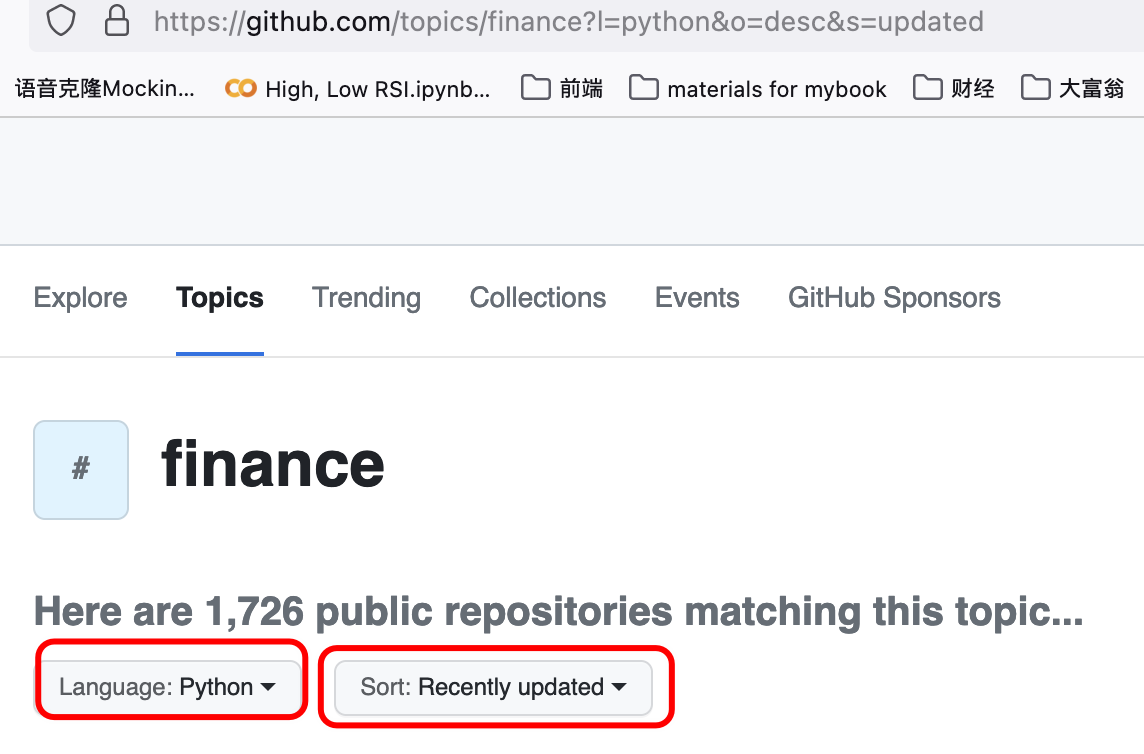 https://github.com/topics/finance?l=python&o=desc&s=updated
语音克隆Mockin... High, Low RSI.ipynb... 前端 materials for mybook 财经 大富翁
Explore Topics Trending Collections Events GitHub Sponsors
# finance
Here are 1,726 public repositories matching this topic...
Language: Python Sort: Recently updated